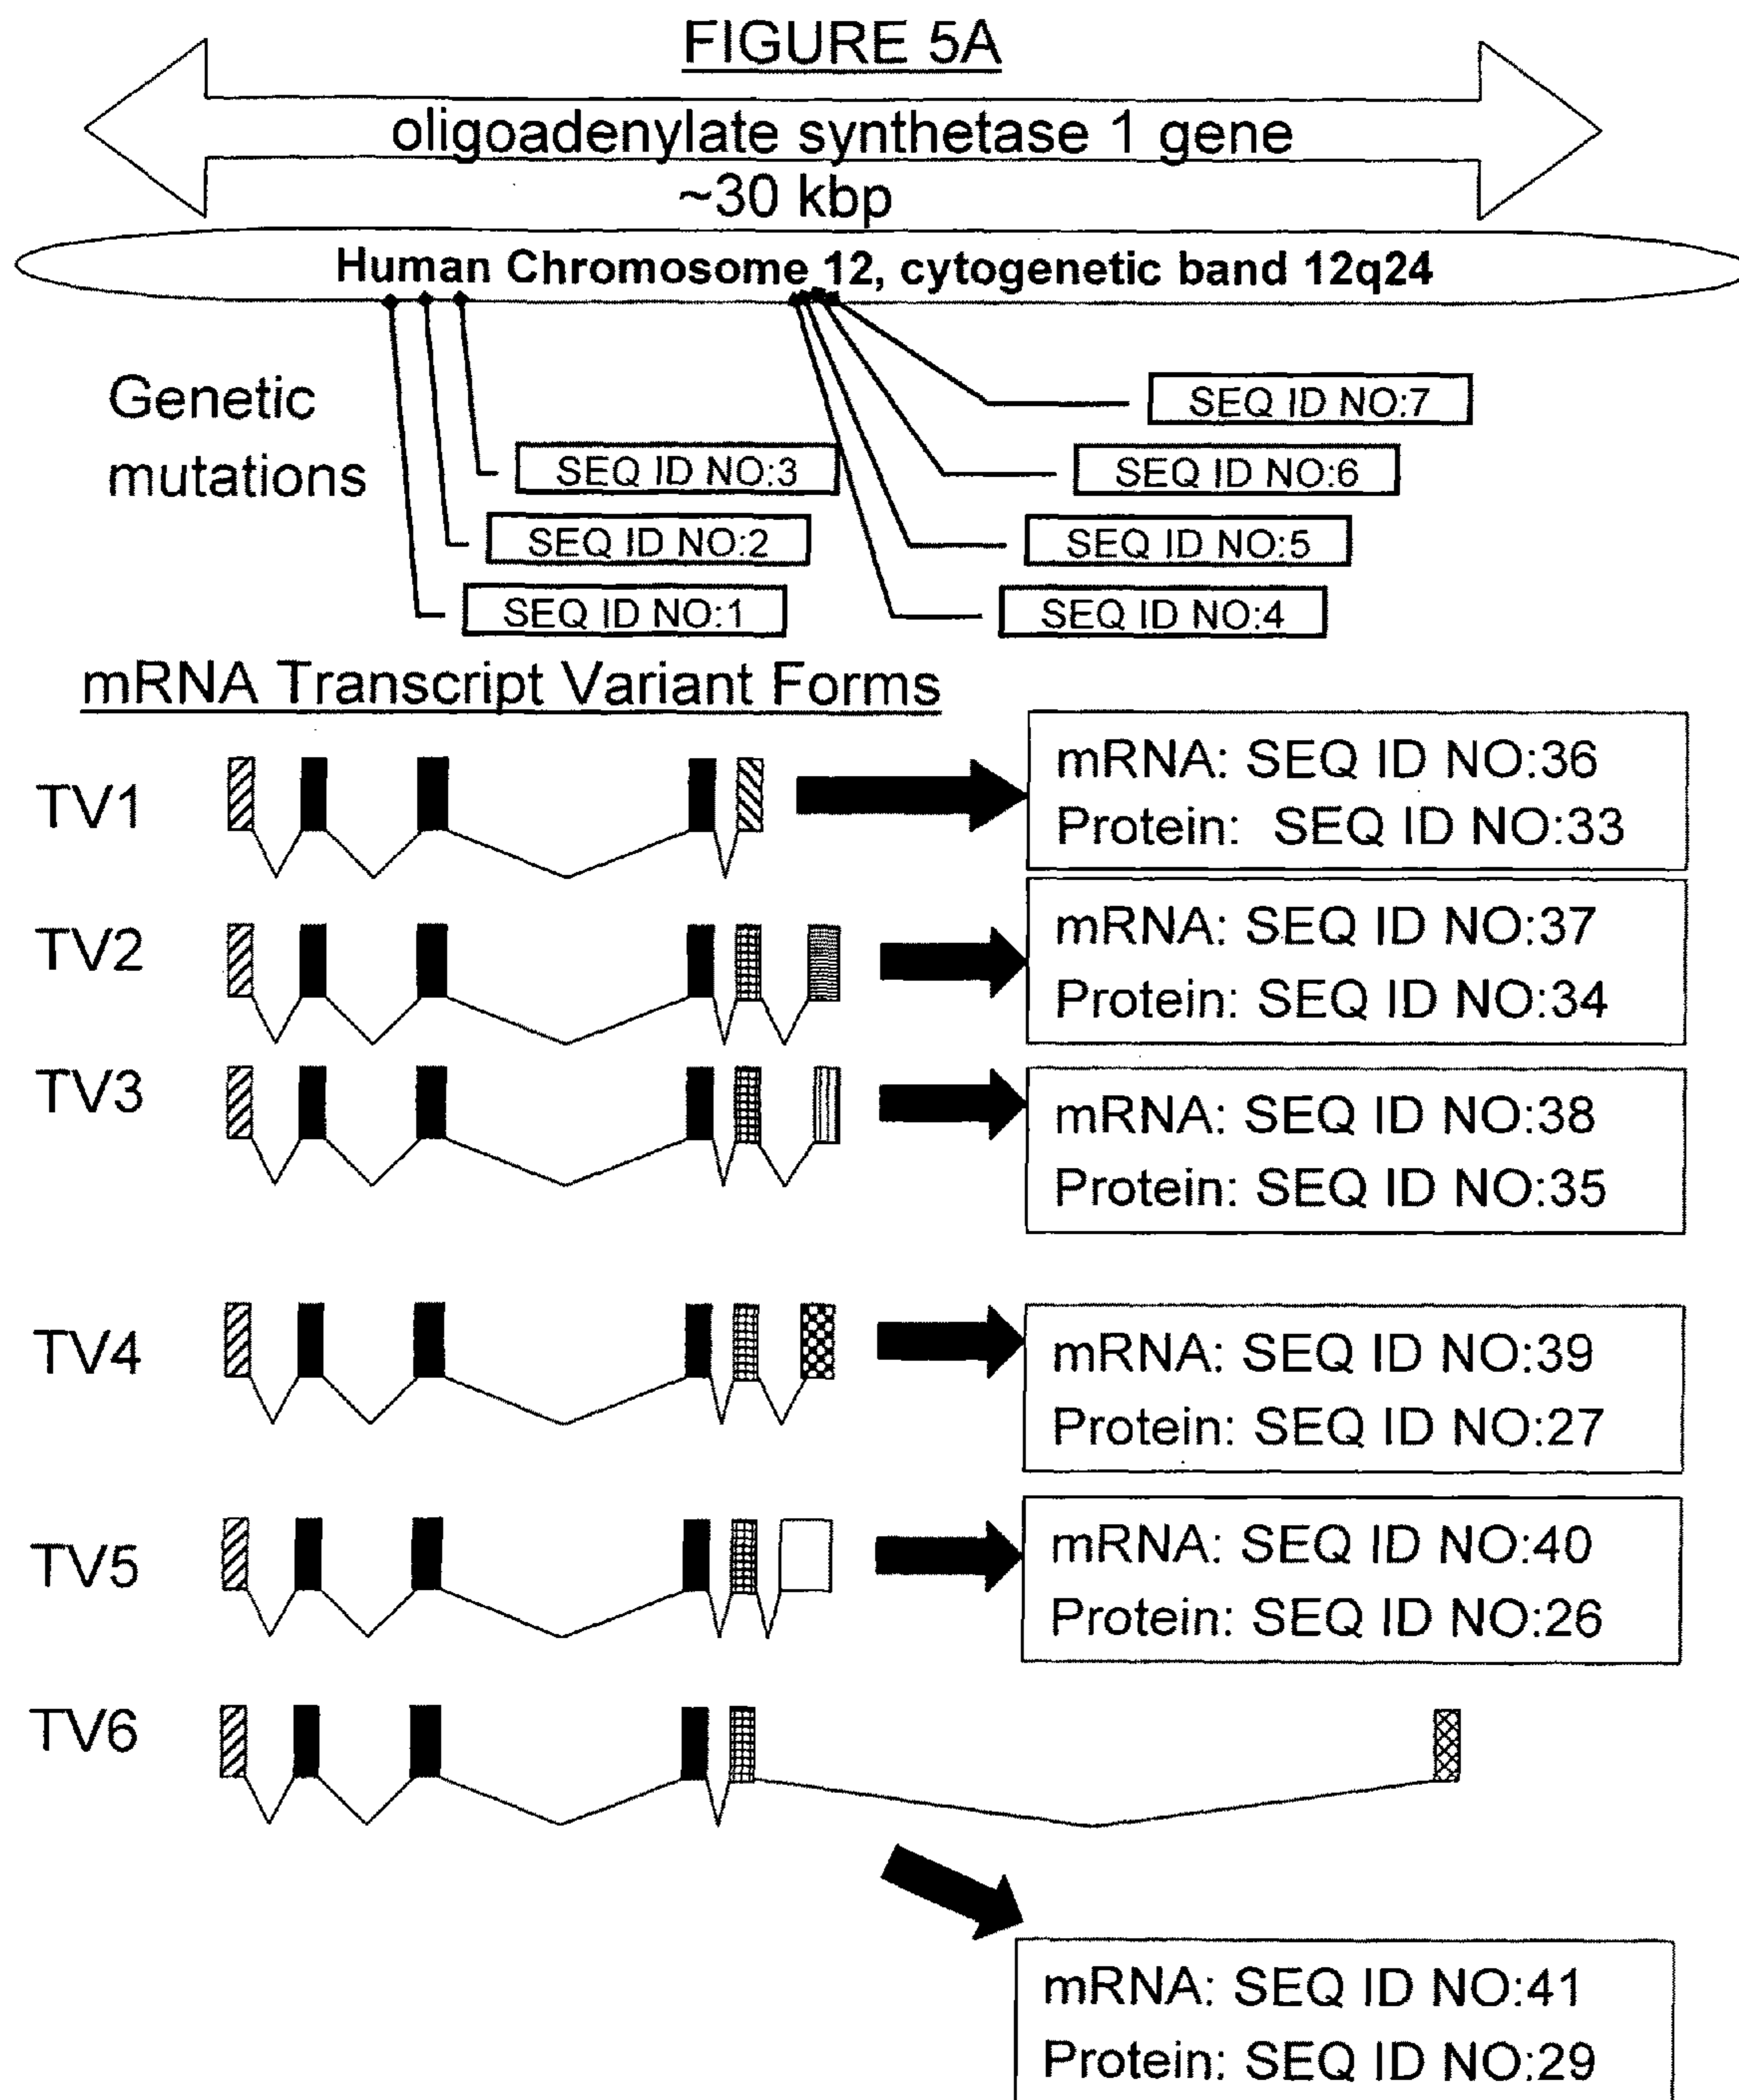 FIGURE 5A
oligoadenylate synthetase 1 gene
~30 kbp
Human Chromosome 12, cytogenetic band 12q24
Genetic
mutations
SEQ ID NO:7
SEQ ID NO:3
SEQ ID NO:6
SEQ ID NO:2
SEQ ID NO:5
SEQ ID NO:1
SEQ ID NO:4
mRNA Transcript Variant Forms
TV1
mRNA: SEQ ID NO:36
Protein: SEQ ID NO:33
TV2
mRNA: SEQ ID NO:37
Protein: SEQ ID NO:34
TV3
mRNA: SEQ ID NO:38
Protein: SEQ ID NO:35
TV4
mRNA: SEQ ID NO:39
Protein: SEQ ID NO:27
TV5
mRNA: SEQ ID NO:40
Protein: SEQ ID NO:26
TV6
mRNA: SEQ ID NO:41
Protein: SEQ ID NO:29